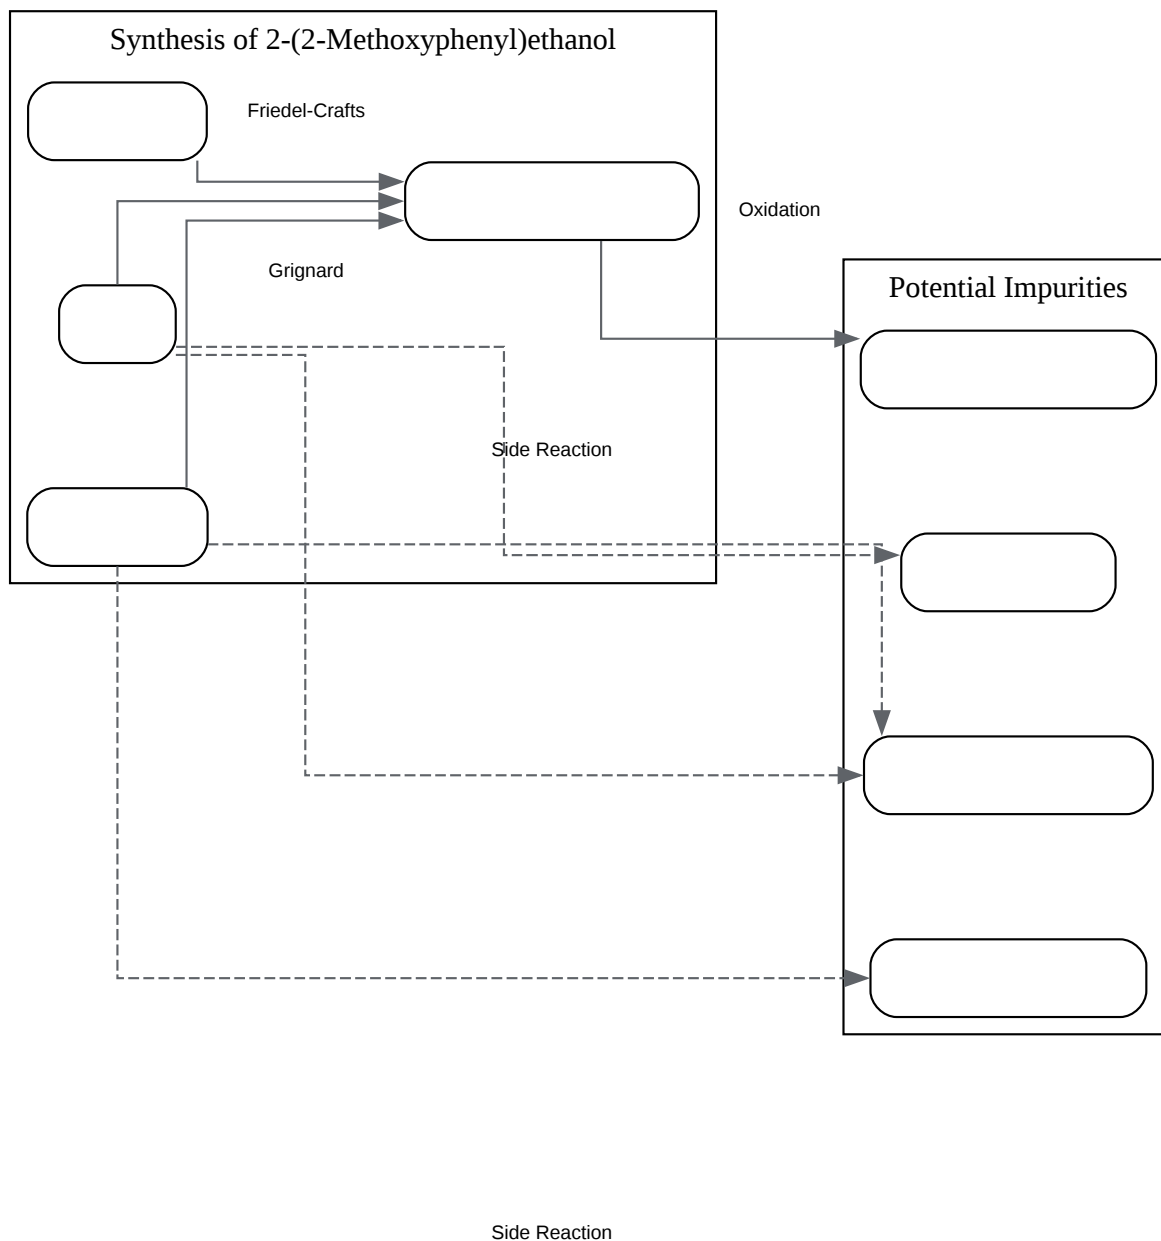 Synthesis of 2-(2-Methoxyphenyl)ethanol
Friedel-Crafts
Oxidation
Grignard
Potential Impurities
Side Reaction
Side Reaction